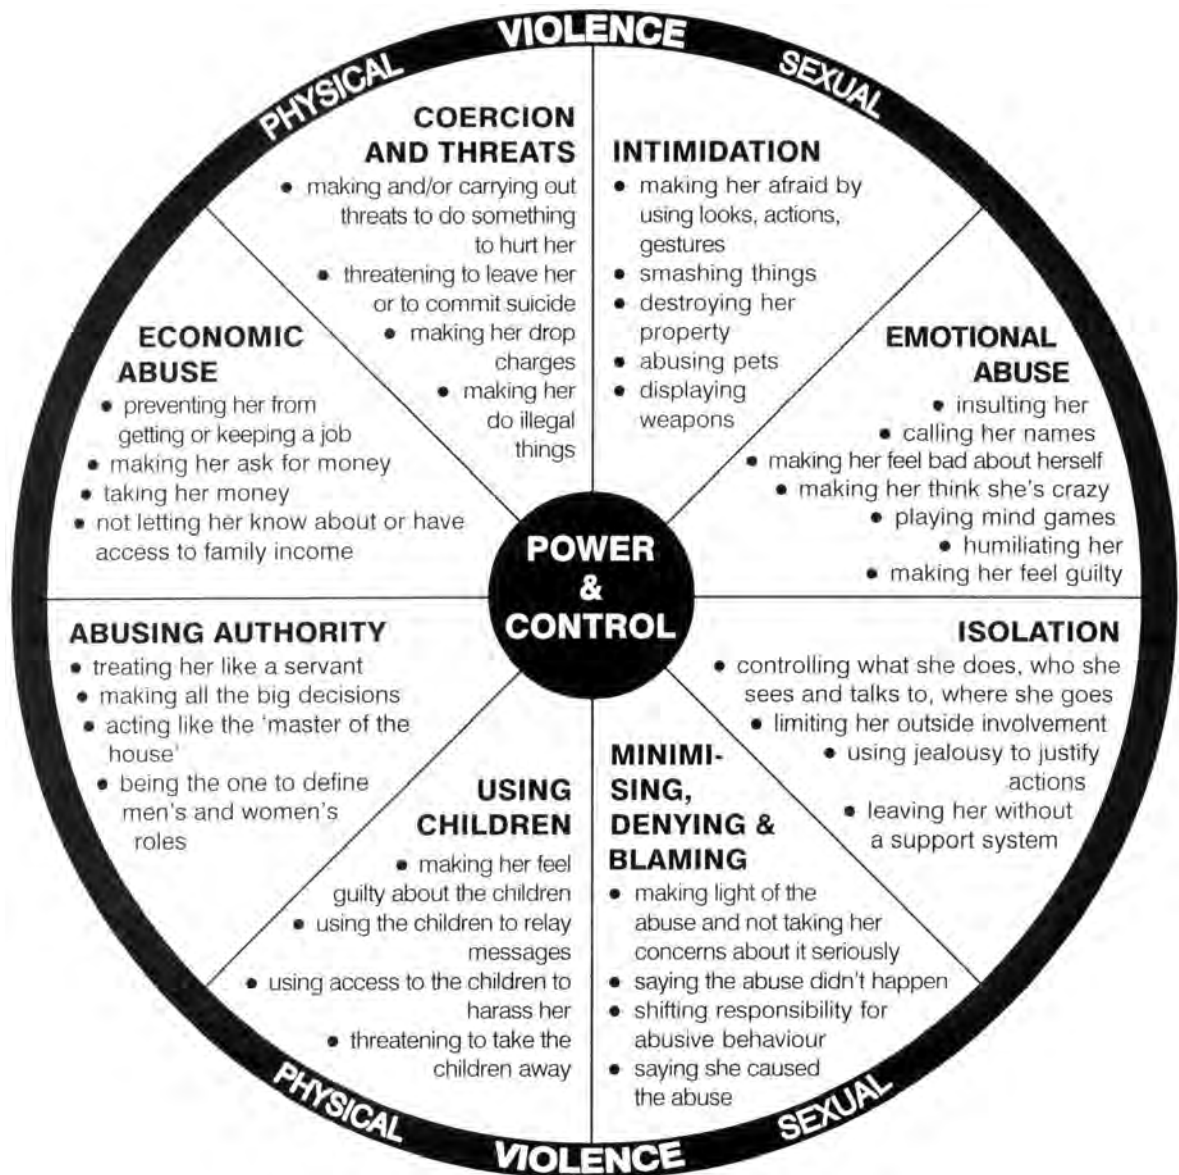 PHYSICAL VIOLENCE SEXUAL
COERCION
AND THREATS
• making and/or carrying out
threats to do something
to hurt her
• threatening to leave her
or to commit suicide
• making her drop
charges
• making her
do illegal
things
INTIMIDATION
• making her afraid by
using looks, actions,
gestures
• smashing things
• destroying her
property
• abusing pets
• displaying
weapons
EMOTIONAL
ABUSE
• insulting her
• calling her names
• making her feel bad about herself
• making her think she's crazy
• playing mind games
• humiliating her
• making her feel guilty
ISOLATION
• controlling what she does, who she
sees and talks to, where she goes
• limiting her outside involvement
• using jealousy to justify
actions
• leaving her without
a support system
MINIMI-
SING,
DENYING &
BLAMING
• making light of the
abuse and not taking her
concerns about it seriously
• saying the abuse didn't happen
• shifting responsibility for
abusive behaviour
• saying she caused
the abuse
USING
CHILDREN
• making her feel
guilty about the children
• using the children to relay
messages
• using access to the children to
harass her
• threatening to take the
children away
ABUSING AUTHORITY
• treating her like a servant
• making all the big decisions
• acting like the 'master of the
house'
• being the one to define
men's and women's
roles
ECONOMIC
ABUSE
• preventing her from
getting or keeping a job
• making her ask for money
• taking her money
• not letting her know about or have
access to family income
POWER
&
CONTROL
PHYSICAL VIOLENCE SEXUAL